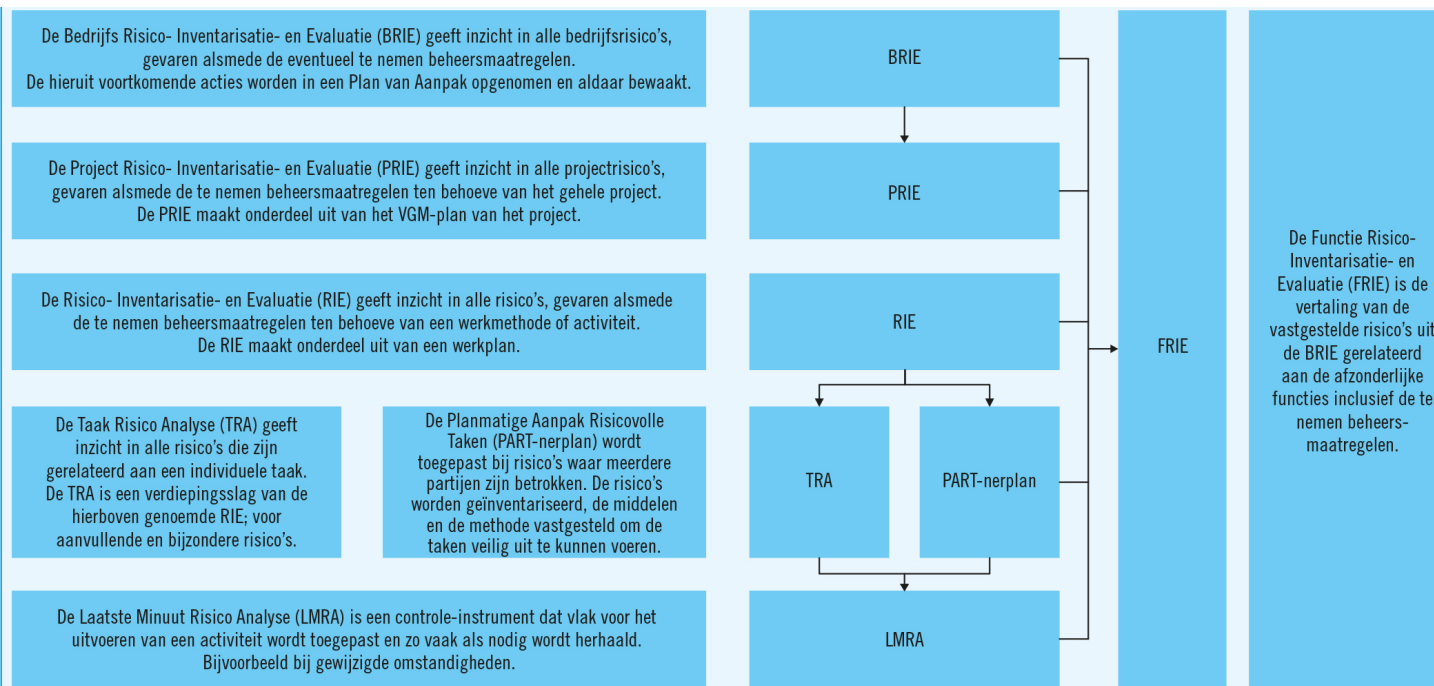 De Bedrijfs Risico- Inventarisatie- en Evaluatie (BRIE) geeft inzicht in alle bedrijfsrisico's,
gevaren alsmede de eventueel te nemen beheersmaatregelen.
De hieruit voortkomende acties worden in een Plan van Aanpak opgenomen en aldaar bewaakt.
BRIE
De Project Risico- Inventarisatie- en Evaluatie (PRIE) geeft inzicht in alle projectrisico's,
gevaren alsmede de te nemen beheersmaatregelen ten behoeve van het gehele project.
De PRIE maakt onderdeel uit van het VGM-plan van het project.
PRIE
De Risico- Inventarisatie- en Evaluatie (RIE) geeft inzicht in alle risico's, gevaren alsmede
de te nemen beheersmaatregelen ten behoeve van een werkmethode of activiteit.
De RIE maakt onderdeel uit van een werkplan.
RIE
De Taak Risico Analyse (TRA) geeft
inzicht in alle risico's die zijn
gerelateerd aan een individuele taak.
De TRA is een verdiepingsslag van de
hierboven genoemde RIE; voor
aanvullende en bijzondere risico's.
De Planmatige Aanpak Risicovolle
Taken (PART-nerplan) wordt
toegepast bij risico's waar meerdere
partijen zijn betrokken. De risico's
worden geïnventariseerd, de middelen
en de methode vastgesteld om de
taken veilig uit te kunnen voeren.
TRA
PART-nerplan
De Laatste Minuut Risico Analyse (LMRA) is een controle-instrument dat vlak voor het
uitvoeren van een activiteit wordt toegepast en zo vaak als nodig wordt herhaald.
Bijvoorbeeld bij gewijzigde omstandigheden.
LMRA
FRIE
De Functie Risico-
Inventarisatie- en
Evaluatie (FRIE) is de
vertaling van de
vastgestelde risico's uit
de BRIE gerelateerd
aan de afzonderlijke
functies inclusief de te
nemen beheers-
maatregelen.